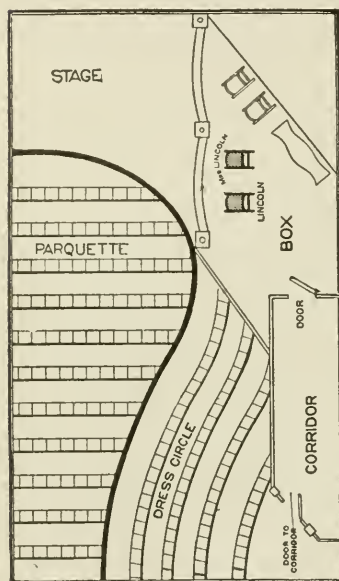 STAGE
MRS LINCOLN
LINCOLN
PARQUETTE
BOX
DOOR
DRESS CIRCLE
CORRIDOR
DOOR TO
CORRIDOR